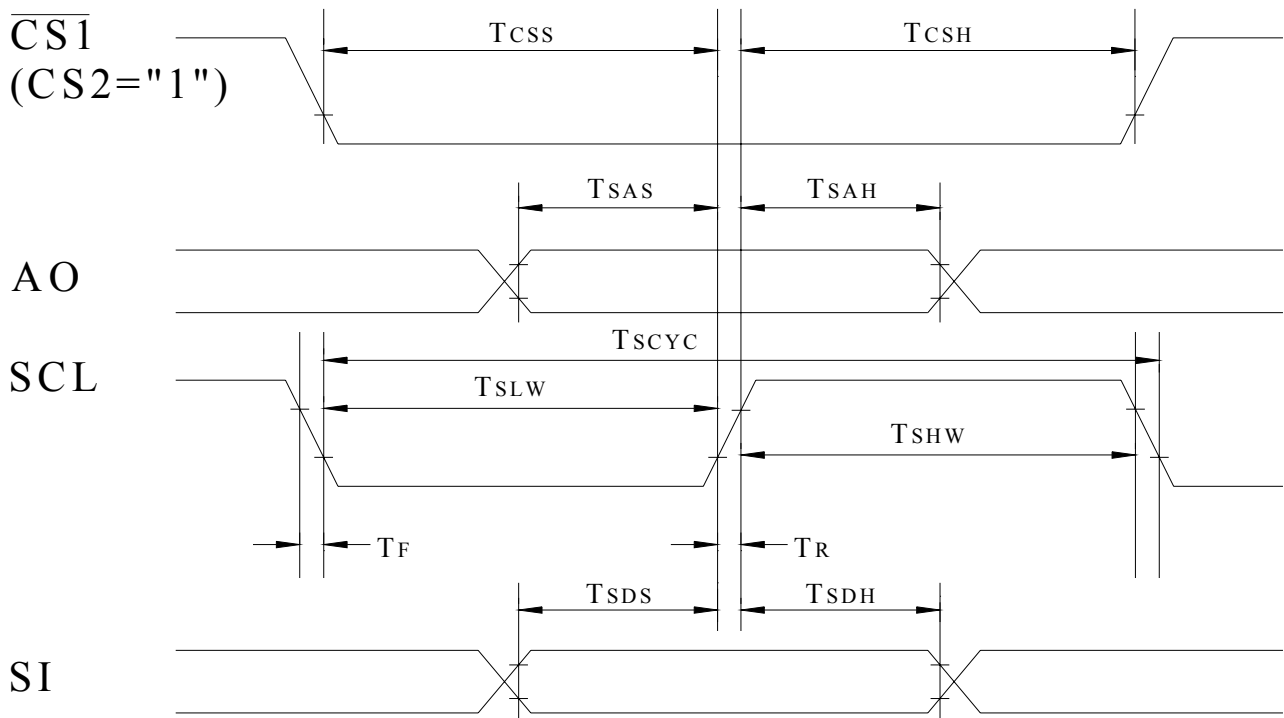 CS1 TCSS TCSH
(CS2="1")
TSAS TSAH
AO
TSCYC
SCL
TSLW
TSHW
TF TR
TSDS TSDH
SI